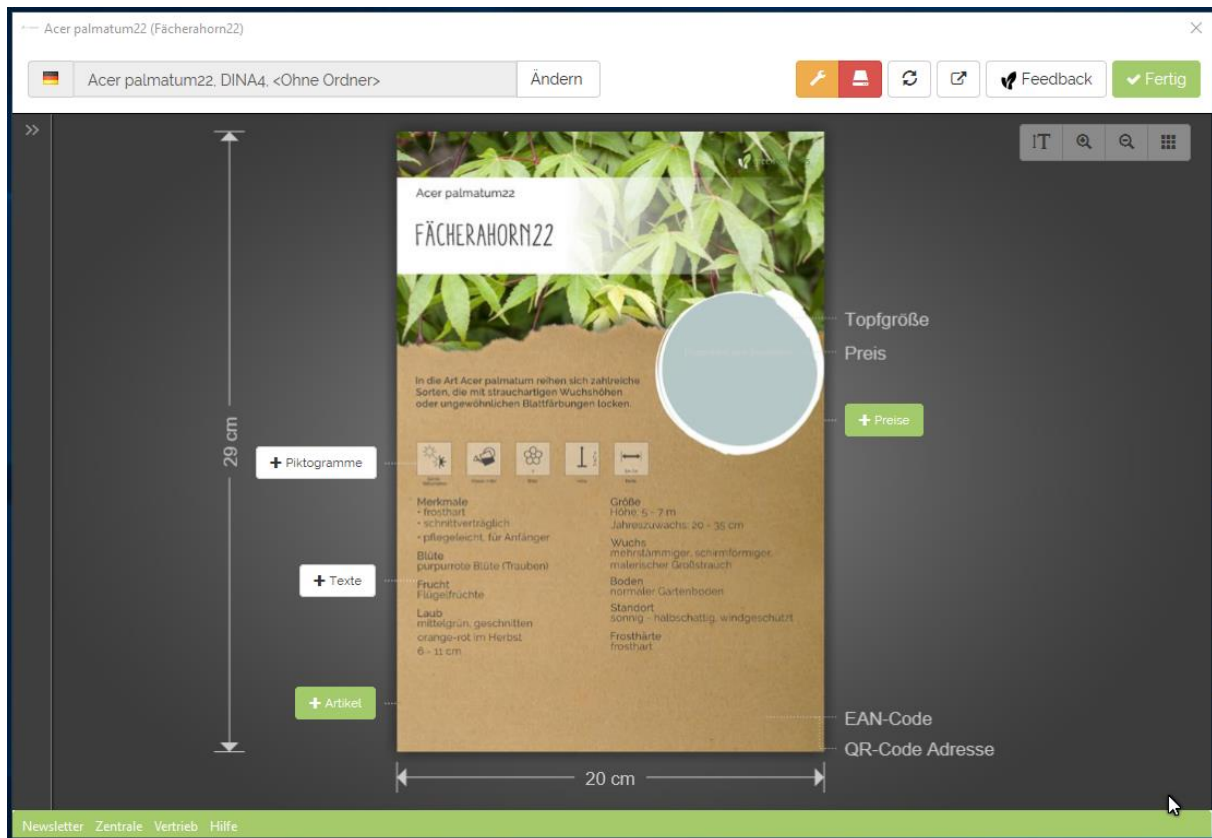 Acer palmatum22 (Fächerahorn22)
Acer palmatum22, DINA4, <Ohne Ordner>
Ändern
Feedback
Fertig
Acer palmatum22
FÄCHERAHORN22
Topfgröße
Preis
+ Preise
In die Art Acer palmatum reihen sich zahlreiche
Sorten, die mit strauchartigen Wuchshöhen
oder ungewöhnlichen Blattfärbungen locken.
29 cm
+ Piktogramme
Merkmale
• frosthart
• schnittverträglich
• pflegeleicht, für Anfänger
Blüte
purpurrote Blüte (Trauben)
Frucht
Flügelfrüchte
Laub
mittelgrün, geschnitten
orange-rot im Herbst
6 - 11 cm
Größe
Höhe: 5 - 7 m
Jahreszuwachs: 20 - 35 cm
Wuchs
mehrstämmiger, schirmförmiger,
malerischer Großstrauch
Boden
normaler Gartenboden
Standort
sonnig - halbschattig, windgeschützt
Frosthärte
frosthart
+ Texte
+ Artikel
EAN-Code
QR-Code Adresse
20 cm
Newsletter Zentrale Vertrieb Hilfe